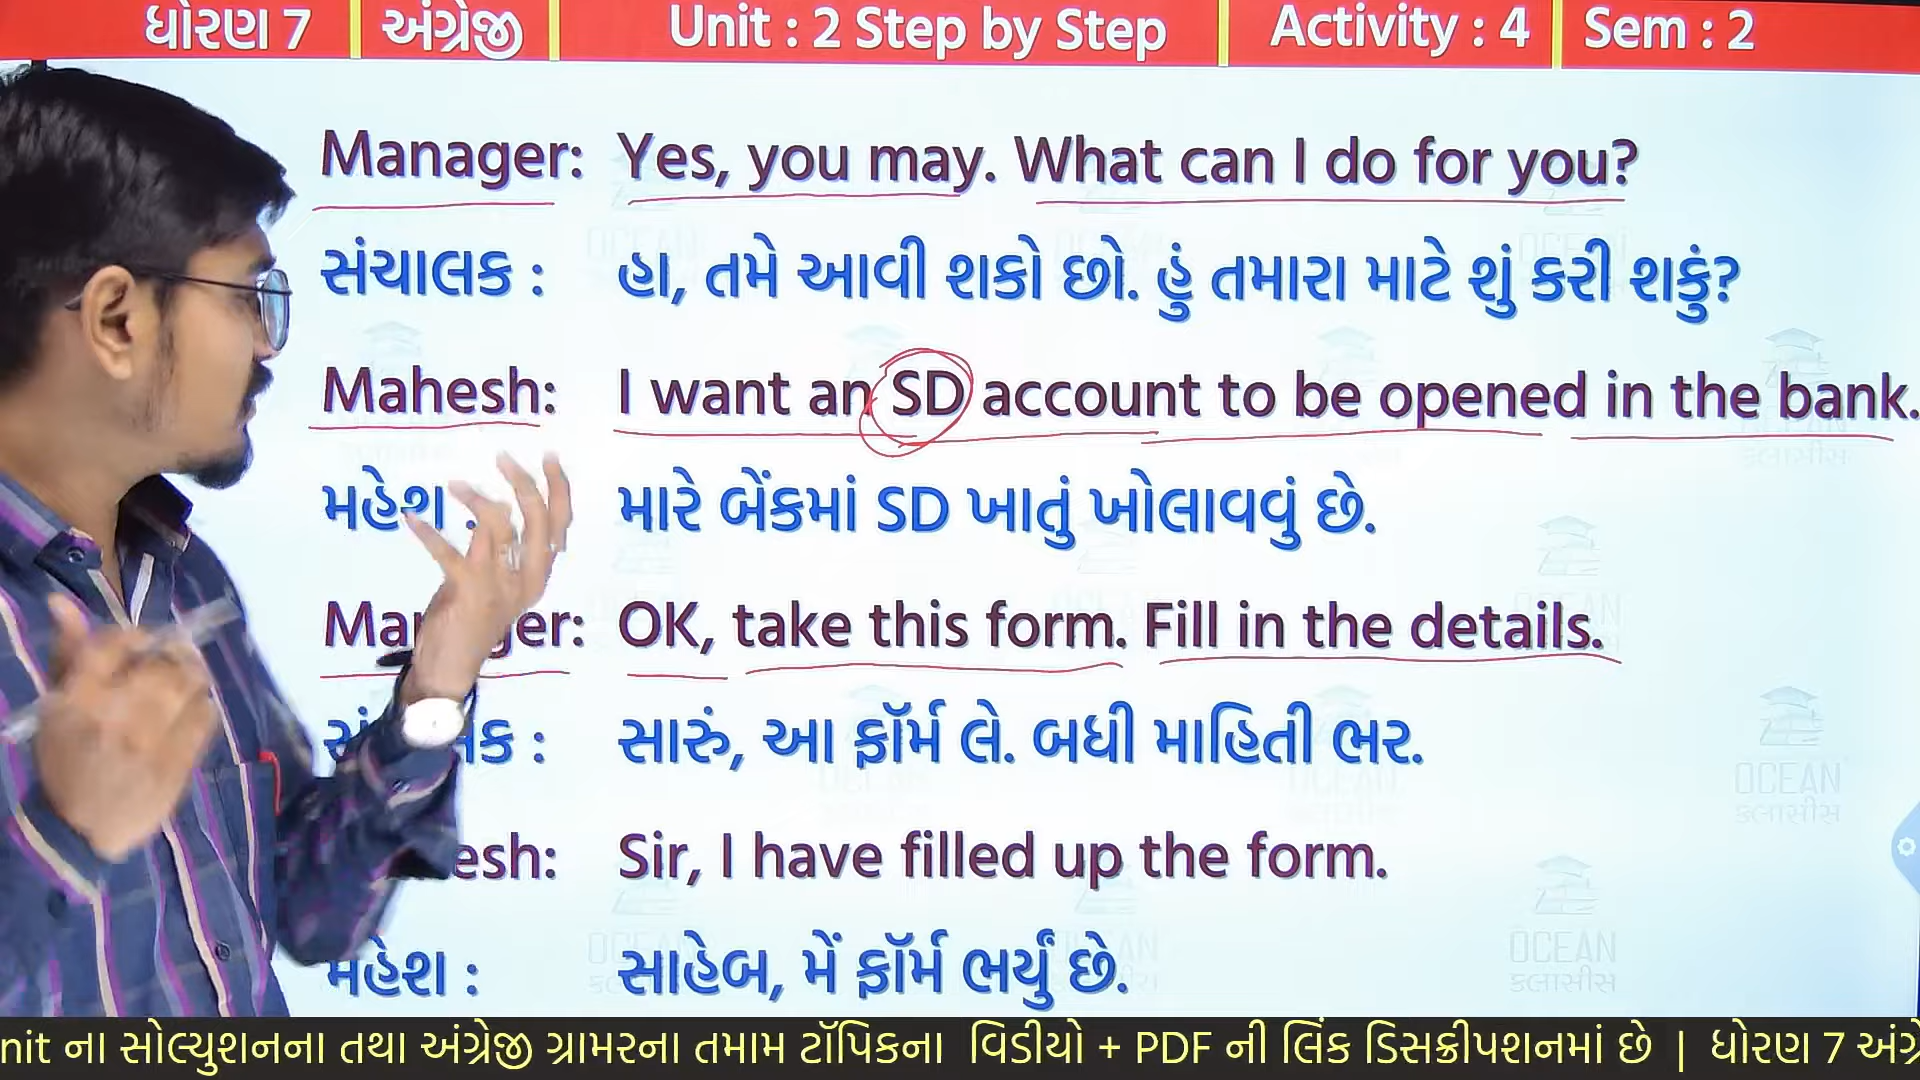 ધોરણ 7 અંગ્રેજી Unit : 2 Step by Step Activity : 4 Sem : 2
Manager: Yes, you may. What can I do for you?
સંચાલક : હા, તમે આવી શકો છો. હું તમારા માટે શું કરી શકું?
Mahesh: I want an SD account to be opened in the bank.
મહેશ : મારે બેંકમાં SD ખાતું ખોલાવવું છે.
OK, take this form. Fill in the details.
સારું, આ ફૉર્મ લે. બધી માહિતી ભર.
Sir, I have filled up the form.
મહેશ : સાહેબ, મેં ફૉર્મ ભર્યું છે.
OCEAN
ક્લાસીસ
OCEAN
ક્લાસીસ
ના સોલ્યુશનના તથા અંગ્રેજી ગ્રામરના તમામ ટૉપિકના વિડીયો + PDF ની લિંક ડિસ્ક્રીપશનમાં છે | ધોરણ 7